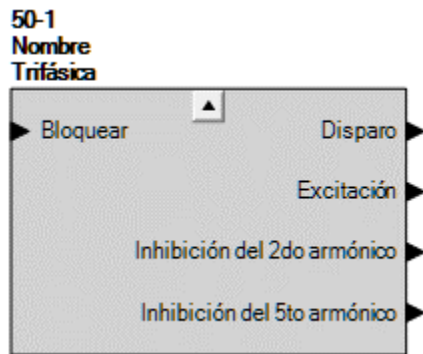 50-1
Nombre
Trifásica
Bloquear Disparo
Excitación
Inhibición del 2do armónico
Inhibición del 5to armónico